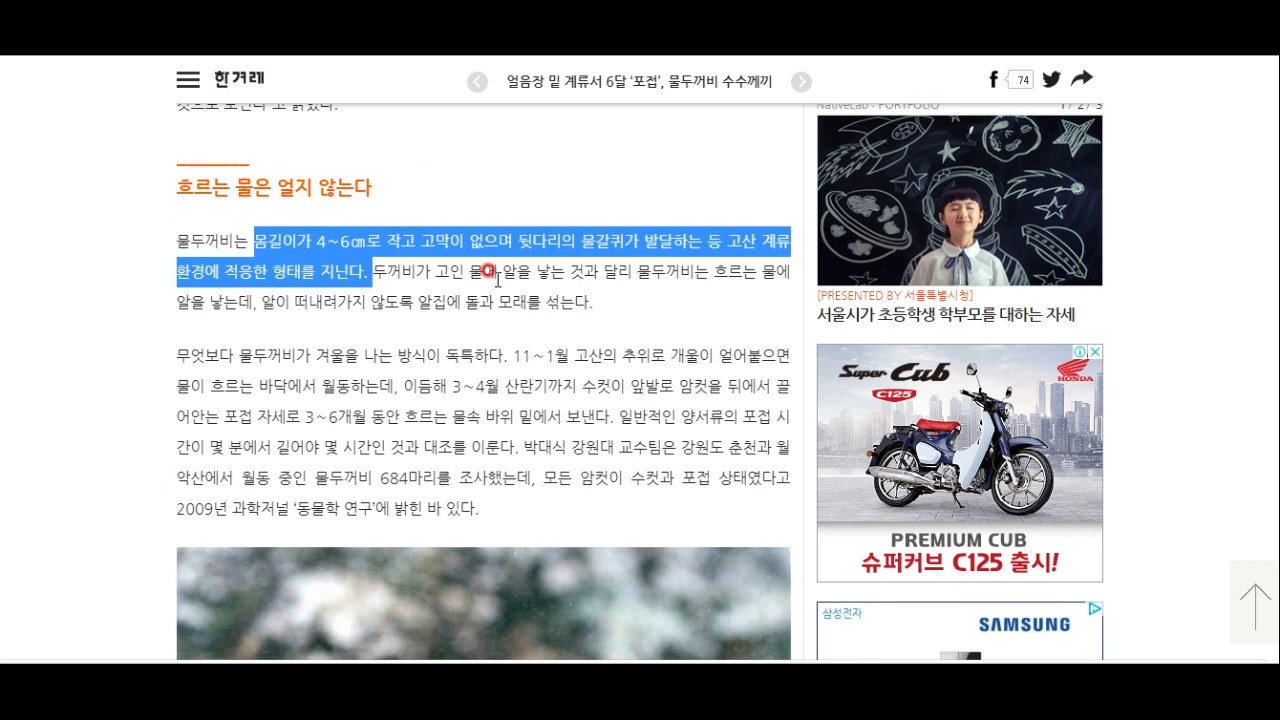 한겨레
얼음장 밑 계류서 6달 ‘포접’, 물두꺼비 수수께끼
74
흐르는 물은 얼지 않는다
물두꺼비는 몸길이가 4~6㎝로 작고 고막이 없으며 뒷다리의 물갈퀴가 발달하는 등 고산 계류
환경에 적응한 형태를 지닌다. 두꺼비가 고인 물에 알을 낳는 것과 달리 물두꺼비는 흐르는 물에
알을 낳는데, 알이 떠내려가지 않도록 알집에 돌과 모래를 섞는다.
무엇보다 물두꺼비가 겨울을 나는 방식이 독특하다. 11~1월 고산의 추위로 개울이 얼어붙으면
물이 흐르는 바닥에서 월동하는데, 이듬해 3~4월 산란기까지 수컷이 앞발로 암컷을 뒤에서 끌
어안는 포접 자세로 3~6개월 동안 흐르는 물속 바위 밑에서 보낸다. 일반적인 양서류의 포접 시
간이 몇 분에서 길어야 몇 시간인 것과 대조를 이룬다. 박대식 강원대 교수팀은 강원도 춘천과 월
악산에서 월동 중인 물두꺼비 684마리를 조사했는데, 모든 암컷이 수컷과 포접 상태였다고
2009년 과학저널 ‘동물학 연구’에 밝힌 바 있다.
NativeLab : PORTFOLIO
[PRESENTED BY 서울특별시청]
서울시가 초등학생 학부모를 대하는 자세
Super Cub
C125
HONDA
PREMIUM CUB
슈퍼커브 C125 출시!
삼성전자
SAMSUNG